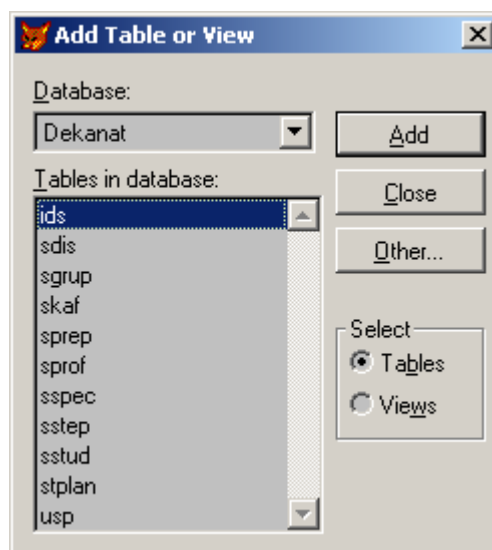 Add Table or View
Database:
Dekanat
Add
Tables in database:
Close
ids
sdis
Other...
sgrup
skaf
sprep
Select
sprof
Tables
sspec
Views
sstep
sstud
stplan
usp